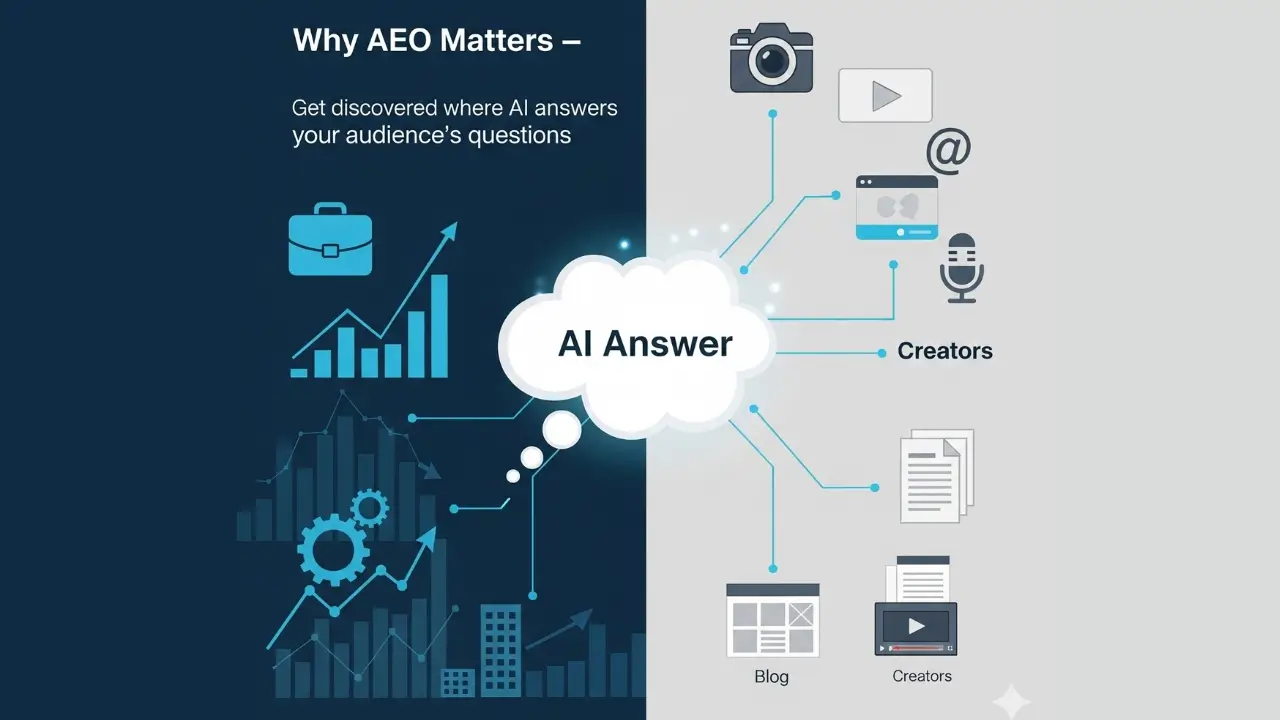 Why AEO Matters –
Get discovered where AI answers
your audience's questions
@
AI Answer
Creators
Blog
Creators